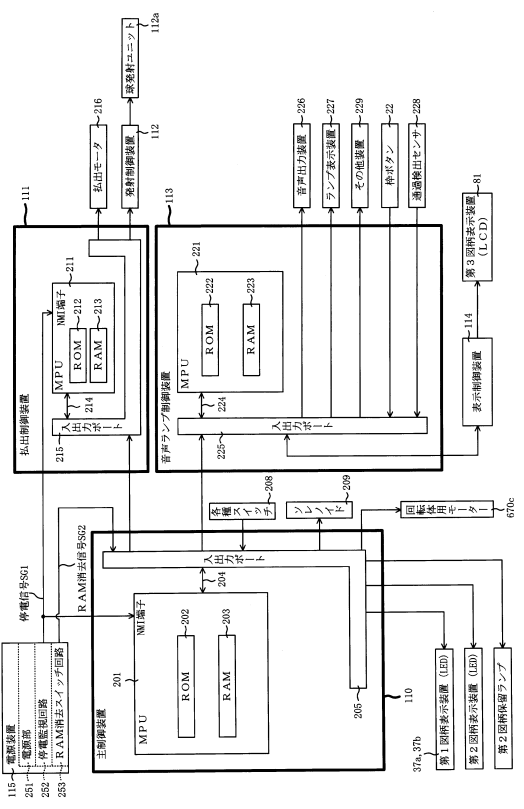 電源装置
115
電源部
251
停電監視回路
252
RAM消去スイッチ回路
253
停電信号SG1
RAM消去信号SG2
払出制御装置
111
MPU
NMI端子
211
ROM
212
RAM
213
214
215
入出力ポート
払出モータ
216
発射制御装置
112
球発射ユニット
112a
音声ランプ制御装置
113
MPU
221
ROM
222
RAM
223
224
225
入出力ポート
音声出力装置
226
ランプ表示装置
227
その他装置
229
枠ボタン
22
通過検出センサ
228
表示制御装置
114
第3図柄表示装置
(LCD)
81
主制御装置
110
MPU
NMI端子
201
ROM
202
RAM
203
204
205
入出力ポート
各種スイッチ
208
ソレノイド
209
回転体用モーター
670c
第1図柄表示装置(LED)
37a,37b
第2図柄表示装置(LED)
第2図柄保留ランプ